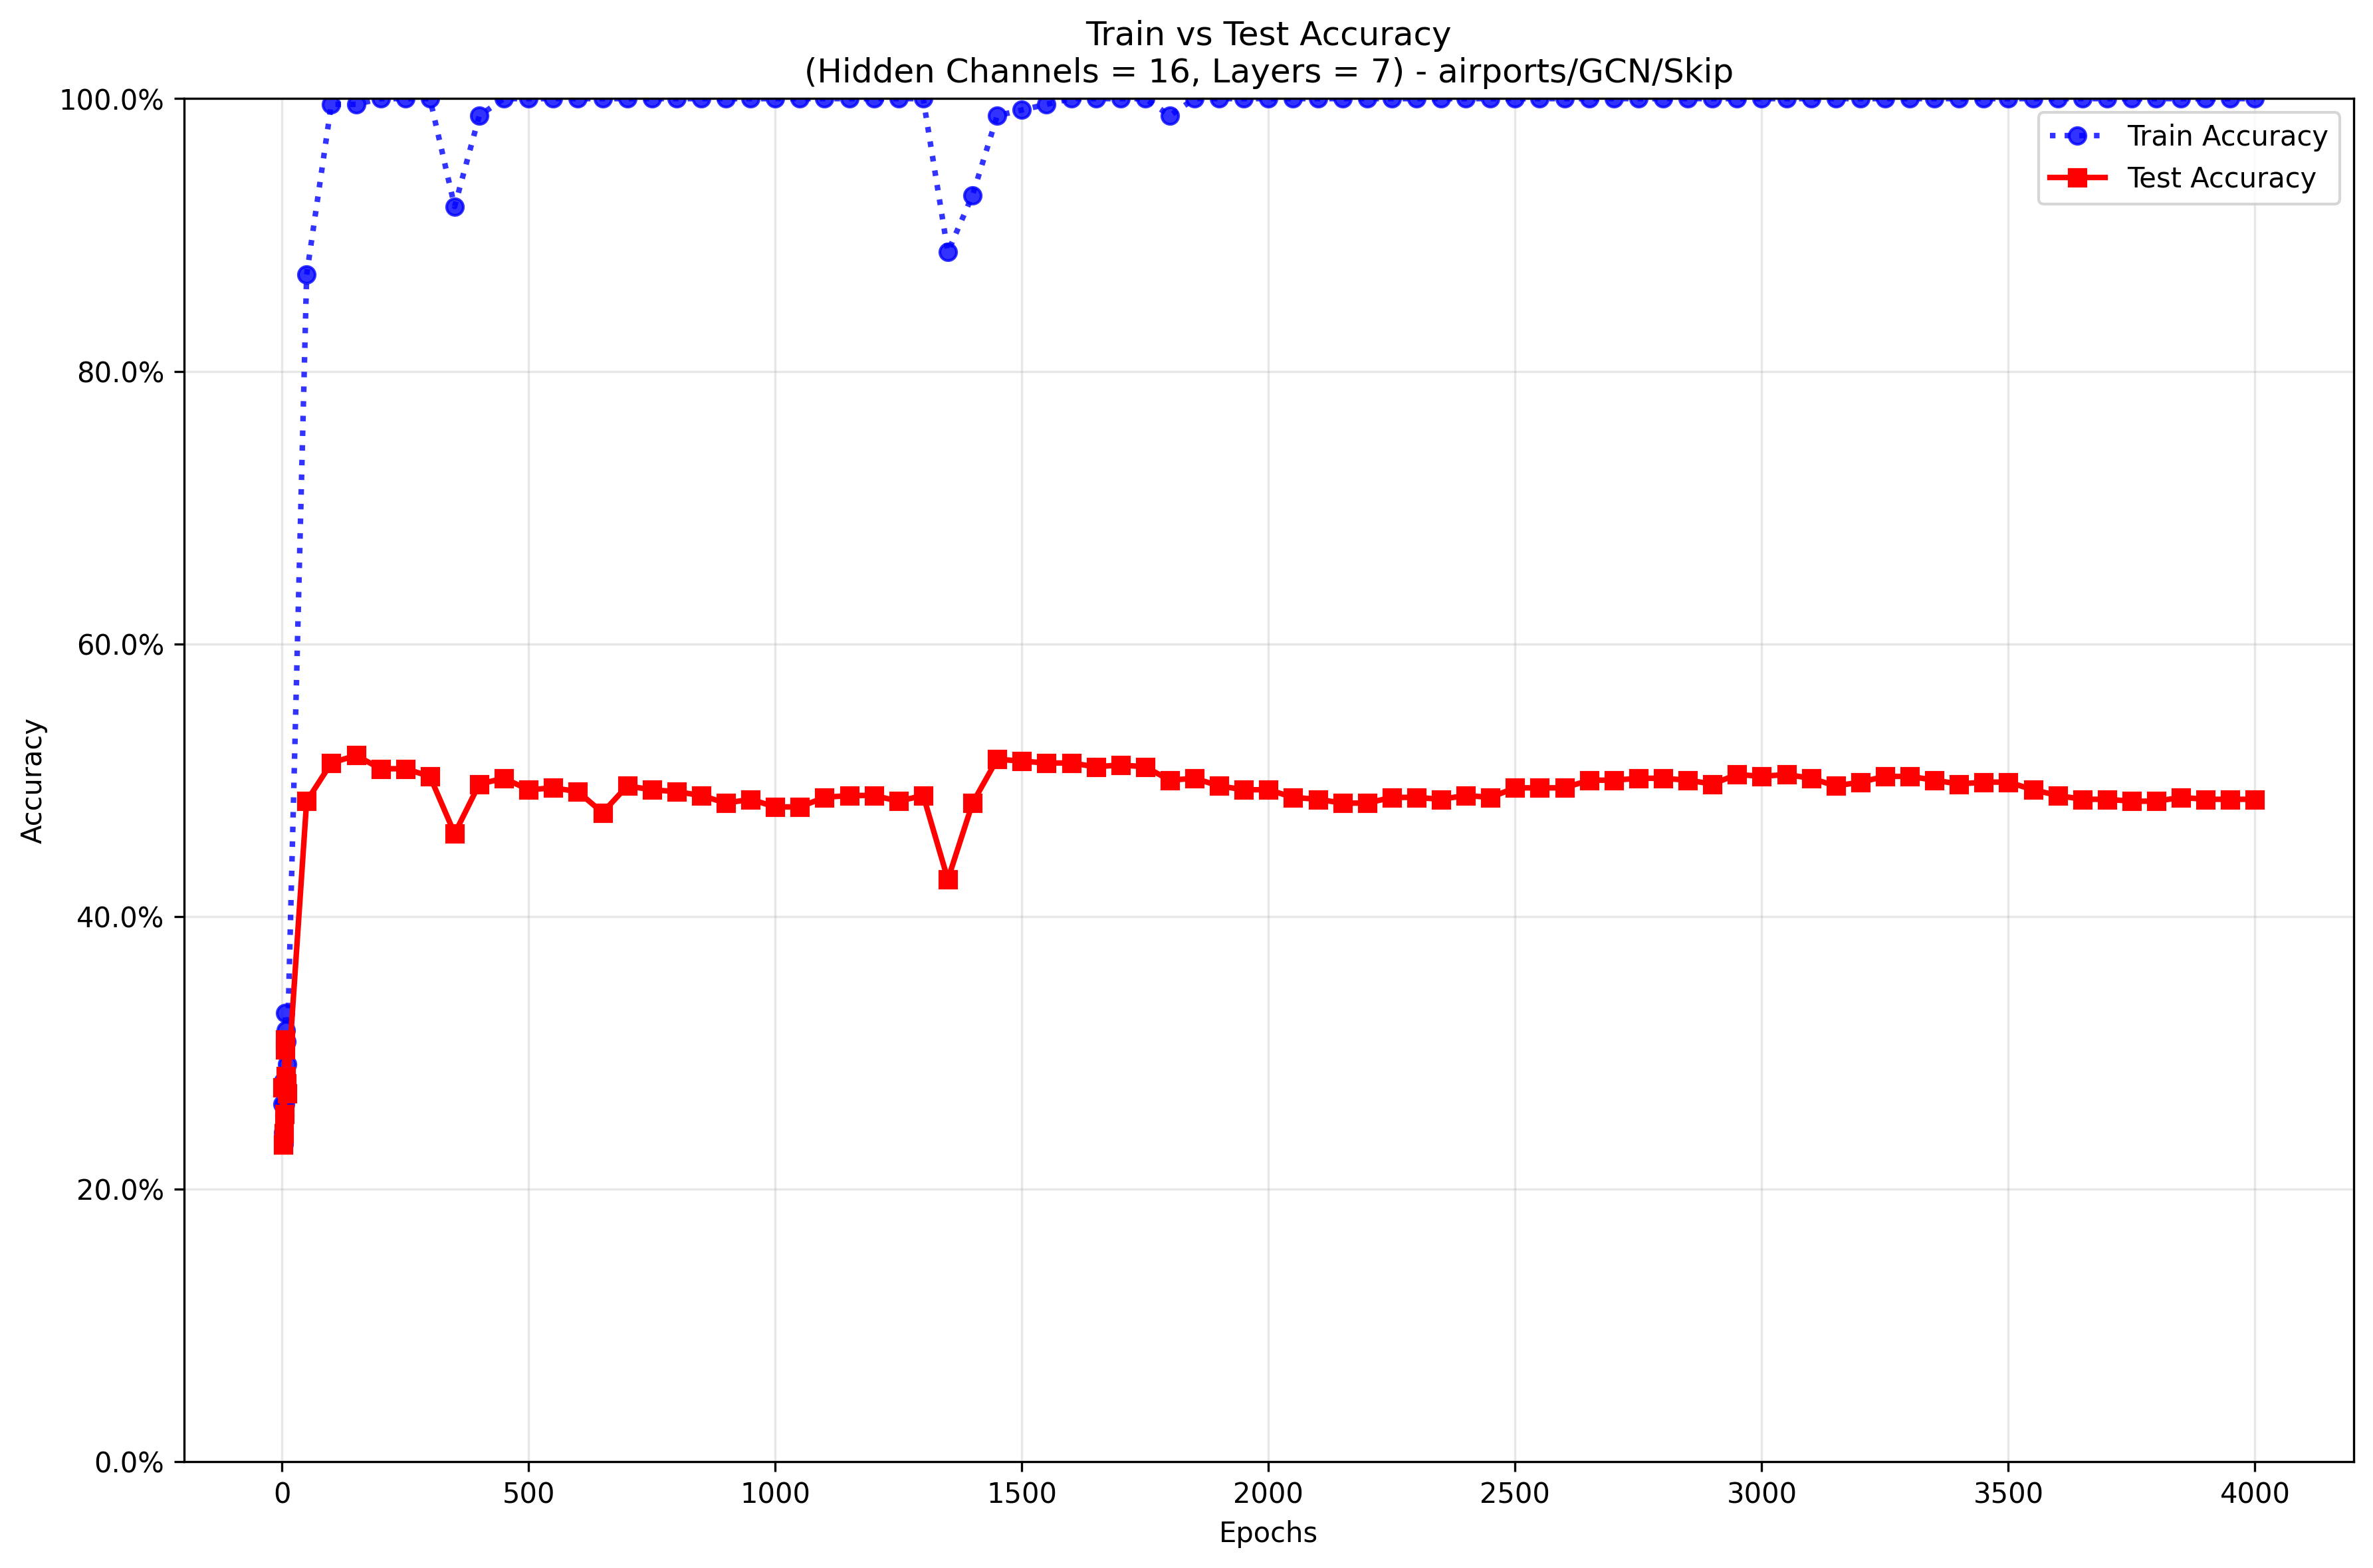 Train vs Test Accuracy
(Hidden Channels = 16, Layers = 7) - airports/GCN/Skip
100.0%
80.0%
60.0%
40.0%
20.0%
0.0%
Accuracy
Train Accuracy
Test Accuracy
0 500 1000 1500 2000 2500 3000 3500 4000
Epochs